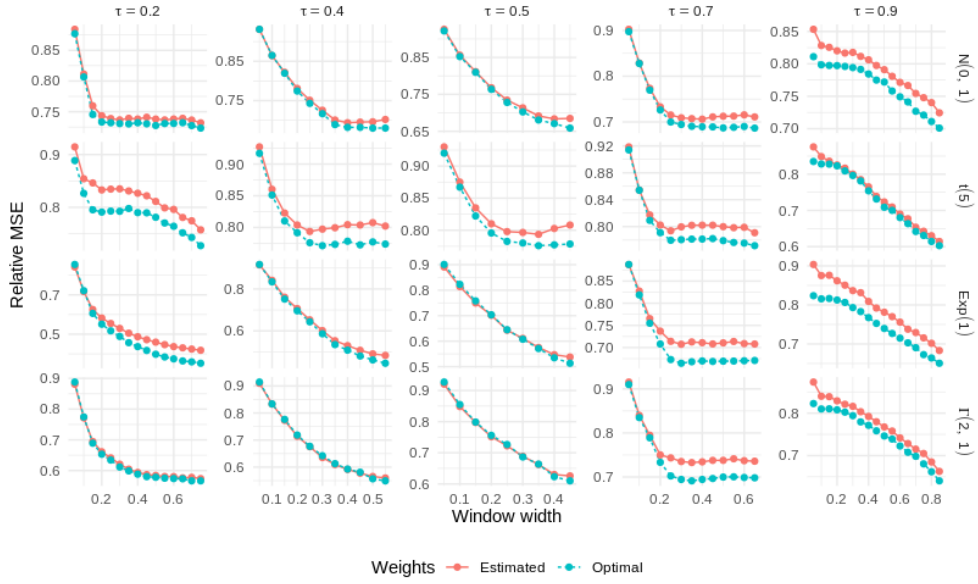 τ = 0.2 τ = 0.4 τ = 0.5 τ = 0.7 τ = 0.9
0.85 0.80 0.75
0.85 0.75
0.85 0.75 0.65
0.9 0.8 0.7
0.85 0.80 0.75 0.70
N(0, 1)
0.9 0.8
0.90 0.85 0.80
0.90 0.85 0.80
0.92 0.88 0.84 0.80
0.8 0.7 0.6
t(5)
0.7 0.5
0.8 0.6
0.9 0.8 0.7 0.6 0.5
0.85 0.80 0.75 0.70
0.9 0.8 0.7
Exp(1)
0.9 0.8 0.7 0.6
0.9 0.8 0.7 0.6
0.9 0.8 0.7 0.6
0.9 0.8 0.7
0.8 0.7
Γ(2, 1)
0.2 0.4 0.6
0.1 0.2 0.3 0.4 0.5
0.1 0.2 0.3 0.4
0.2 0.4 0.6
0.0 0.2 0.4 0.6 0.8
Relative MSE
Window width
Weights Estimated Optimal